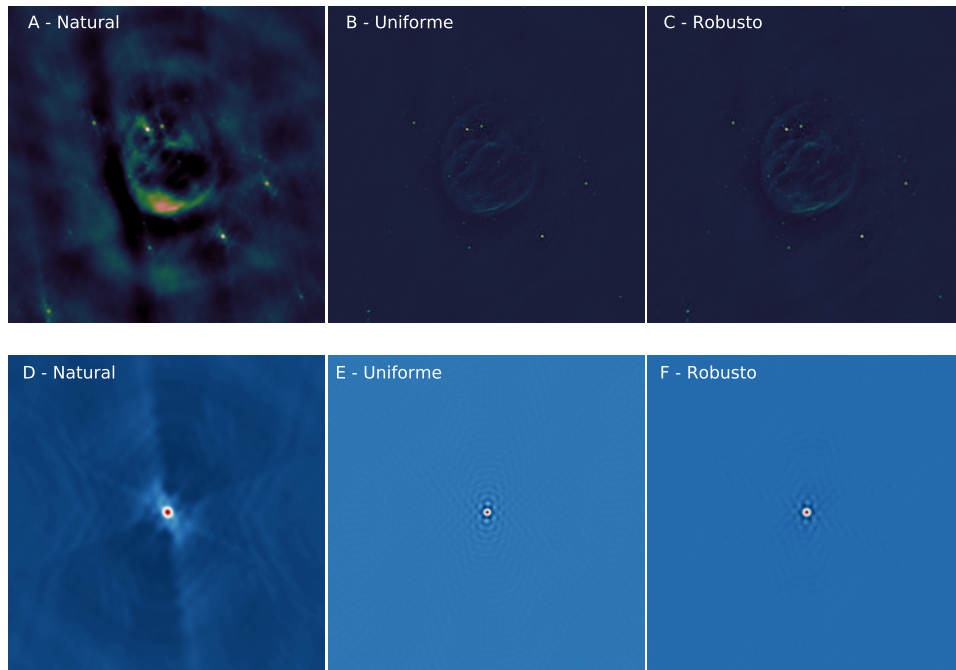 A - Natural
B - Uniforme
C - Robusto
D - Natural
E - Uniforme
F - Robusto